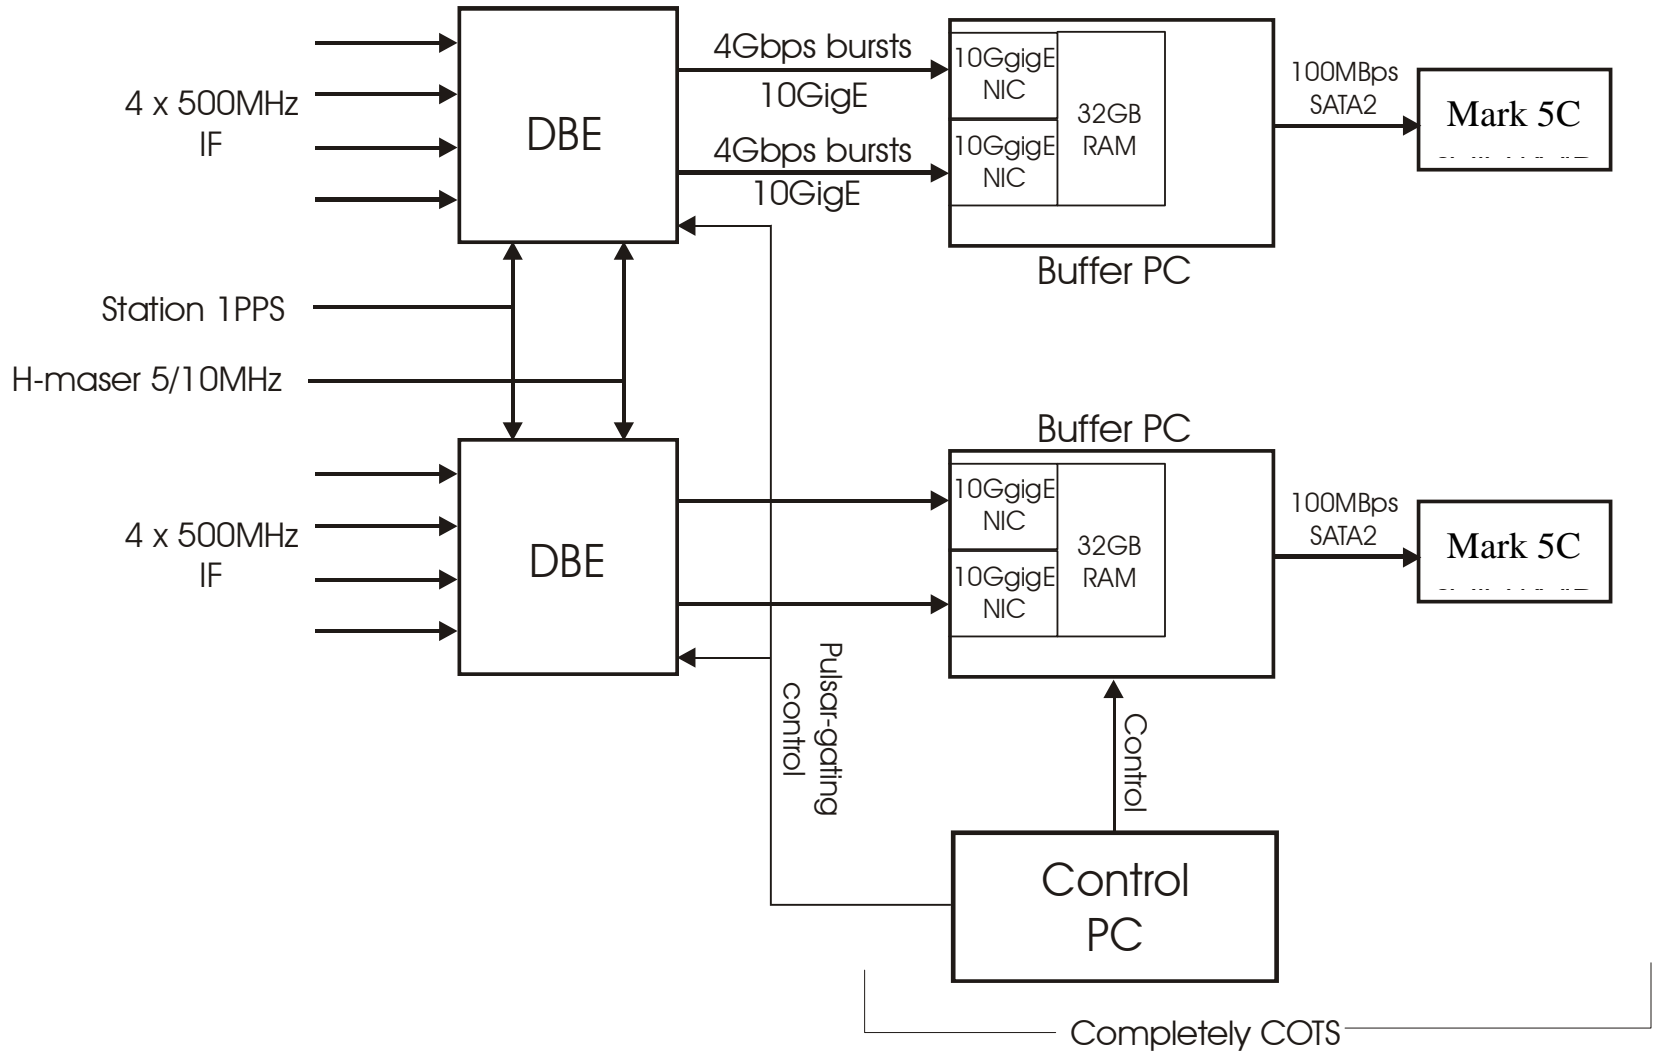 4Gbps bursts
10GigE
4Gbps bursts
10GigE
4 x 500MHz
IF
DBE
10GgigE
NIC
10GgigE
NIC
32GB
RAM
100MBps
SATA2
Mark 5C
Buffer PC
Station 1PPS
H-maser 5/10MHz
Buffer PC
4 x 500MHz
IF
DBE
10GgigE
NIC
10GgigE
NIC
32GB
RAM
100MBps
SATA2
Mark 5C
Pulsar-gating
control
Control
Control
PC
Completely COTS